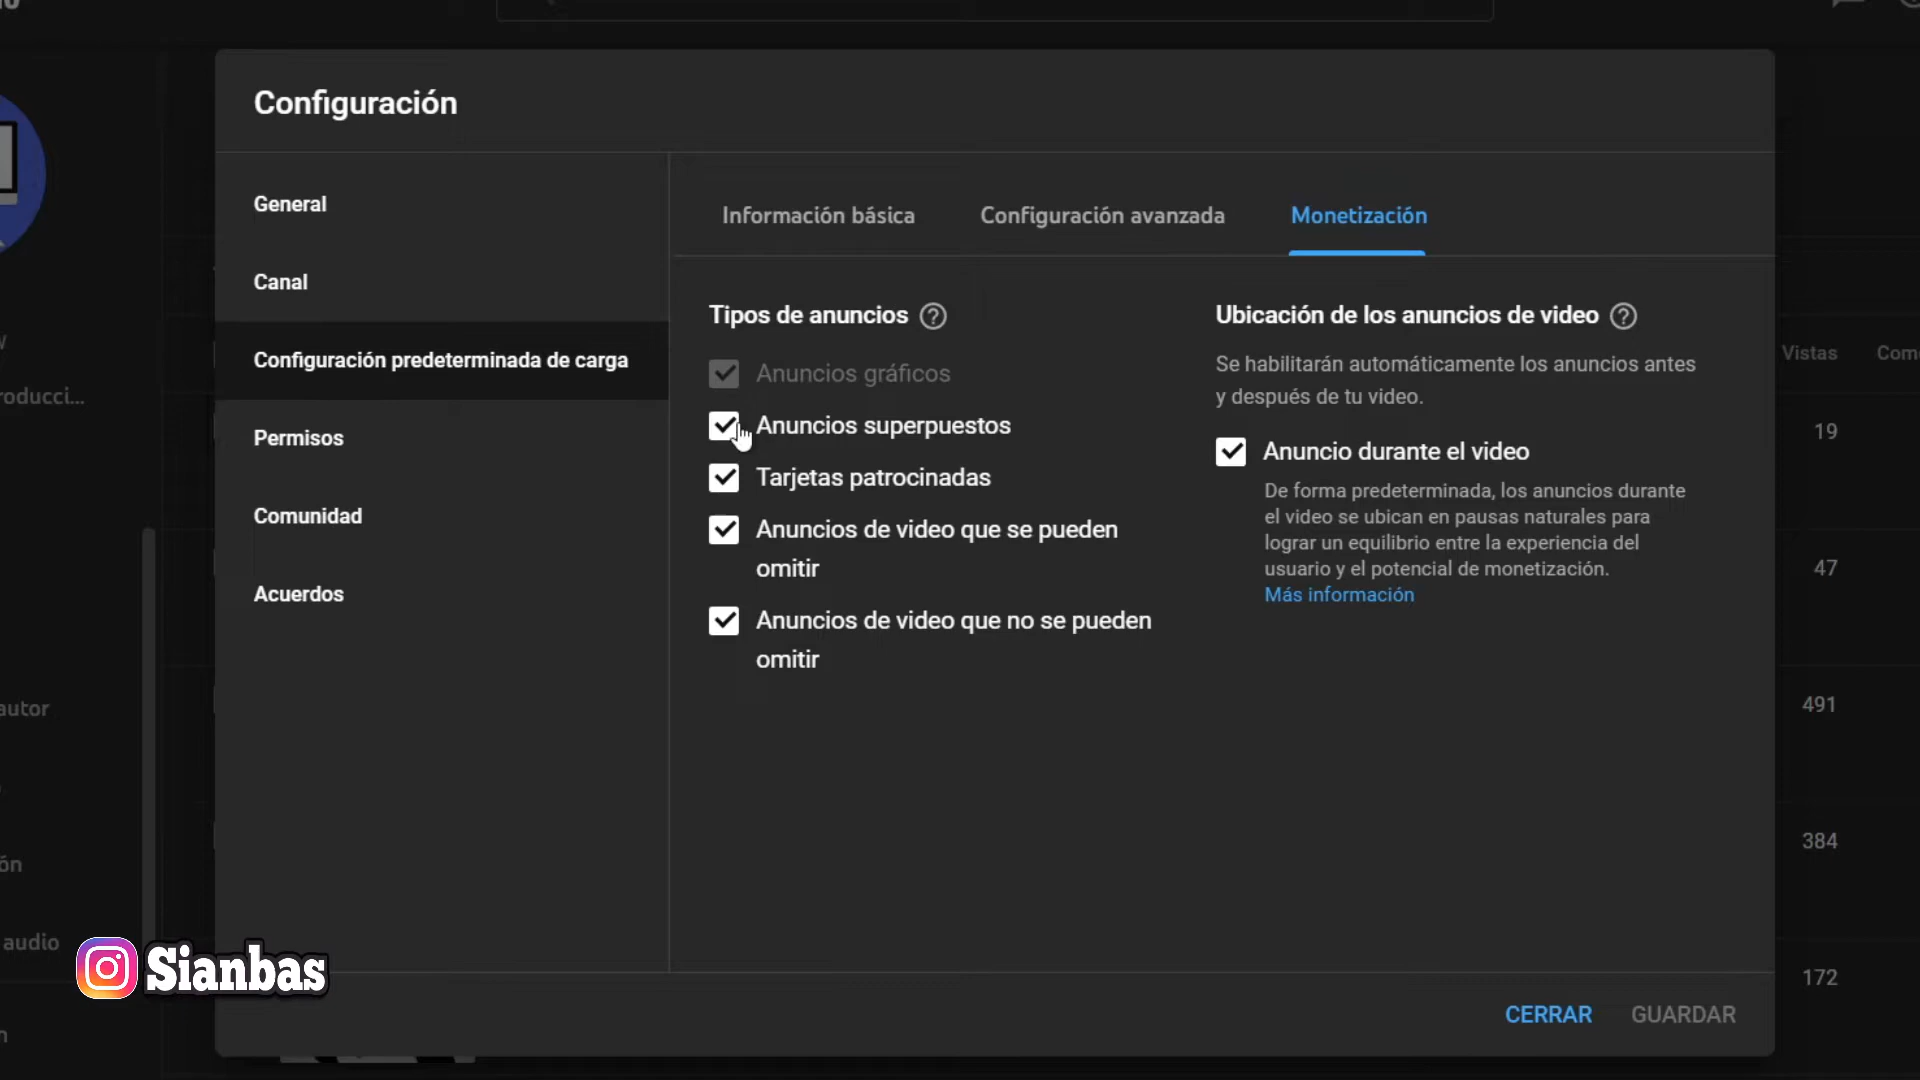 Configuración
General
Canal
Configuración predeterminada de carga
Permisos
Comunidad
Acuerdos
Información básica
Configuración avanzada
Monetización
Tipos de anuncios
Anuncios gráficos
Anuncios superpuestos
Tarjetas patrocinadas
Anuncios de video que se pueden
omitir
Anuncios de video que no se pueden
omitir
Ubicación de los anuncios de video
Se habilitarán automáticamente los anuncios antes
y después de tu video.
Anuncio durante el video
De forma predeterminada, los anuncios durante
el video se ubican en pausas naturales para
lograr un equilibrio entre la experiencia del
usuario y el potencial de monetización.
Más información
CERRAR
GUARDAR
Vistas
Com
19
47
491
384
172
roducci...
autor
ón
audio
Sianbas